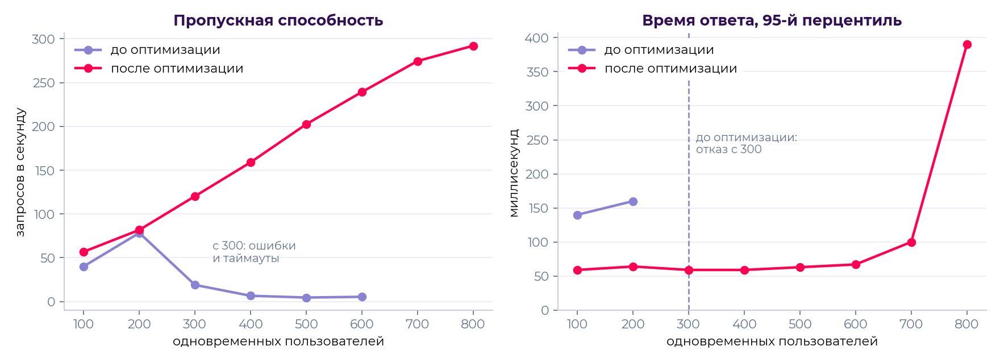 Пропускная способность
300
250
200
150
100
50
0
запросов в секунду
до оптимизации
после оптимизации
с 300: ошибки
и таймауты
100 200 300 400 500 600 700 800
одновременных пользователей
Время ответа, 95-й перцентиль
400
350
300
250
200
150
100
50
0
миллисекунд
до оптимизации
после оптимизации
до оптимизации:
отказ с 300
100 200 300 400 500 600 700 800
одновременных пользователей